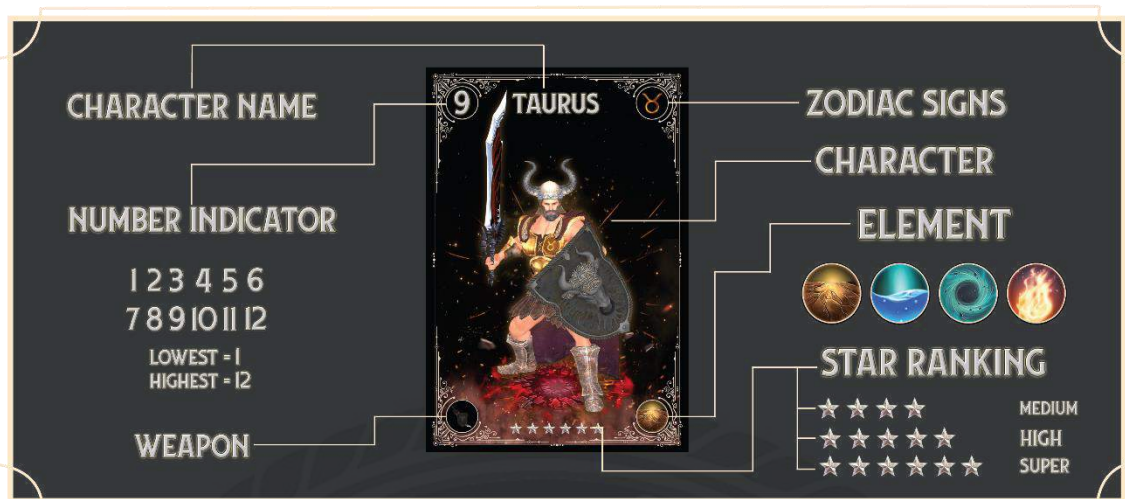 CHARACTER NAME
NUMBER INDICATOR
1 2 3 4 5 6
7 8 9 10 11 12
LOWEST = 1
HIGHEST = 12
WEAPON
9
TAURUS
ZODIAC SIGNS
CHARACTER
ELEMENT
STAR RANKING
MEDIUM
HIGH
SUPER